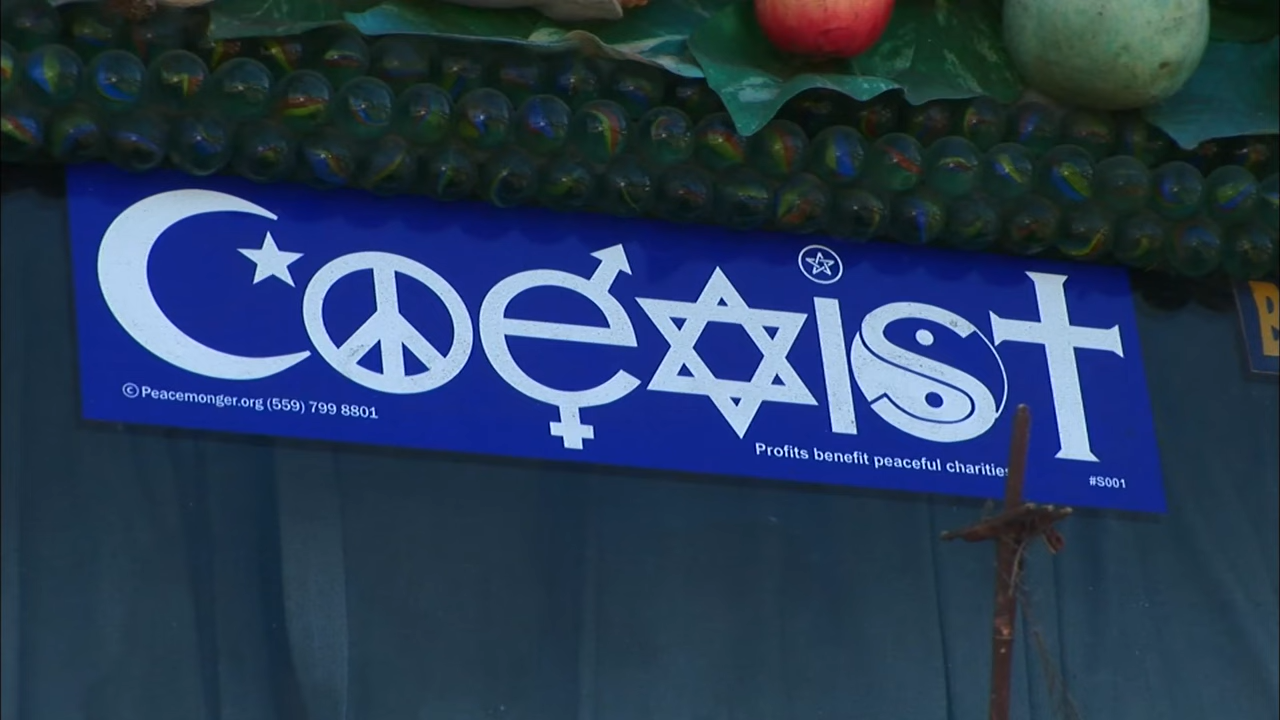 Coexist
©Peacemonger.org (559) 799 8801
Profits benefit peaceful charities
#S001
B